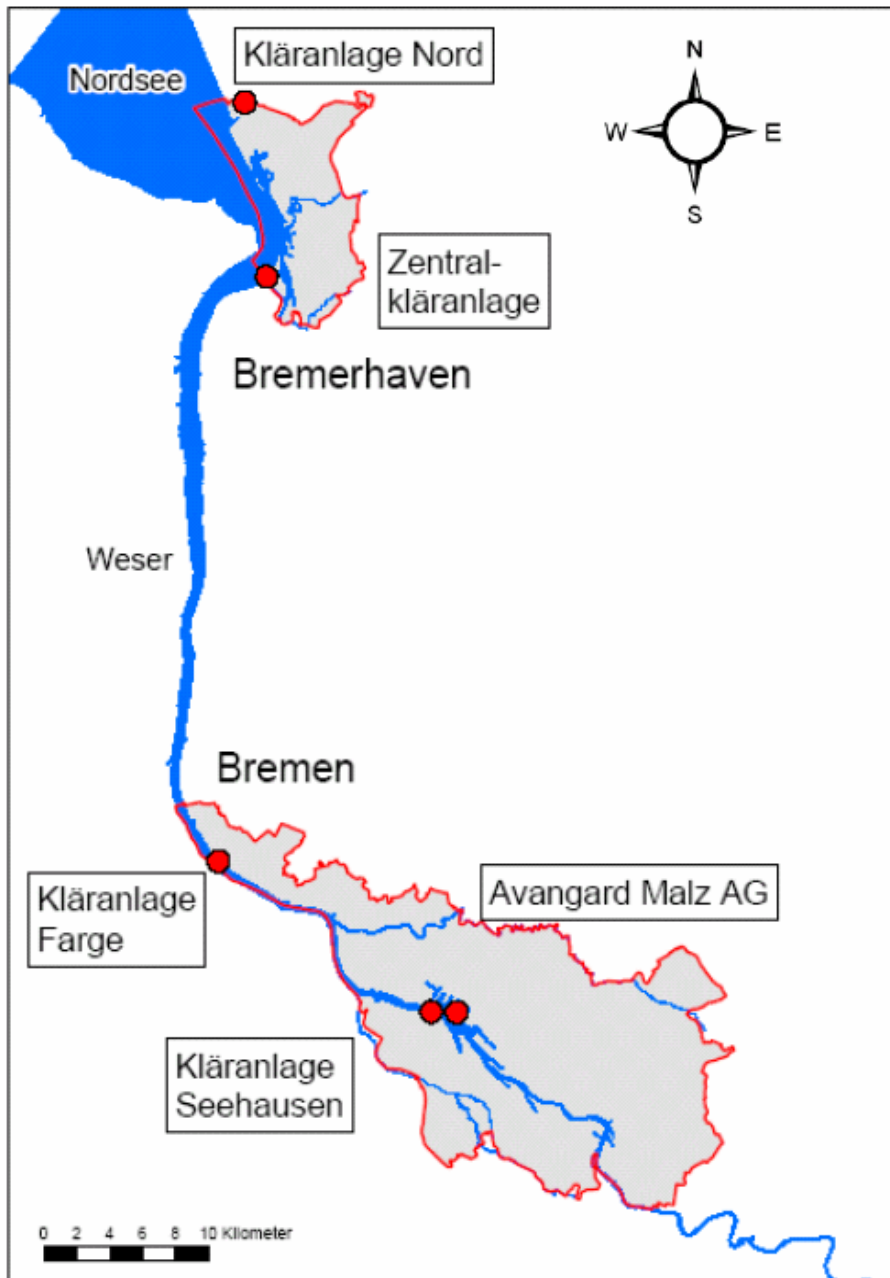 Kläranlage Nord
Nordsee
N
W
E
S
Zentral-
kläranlage
Bremerhaven
Weser
Bremen
Avangard Malz AG
Kläranlage
Farge
Kläranlage
Seehausen
0 2 4 6 8 10 Kilometer